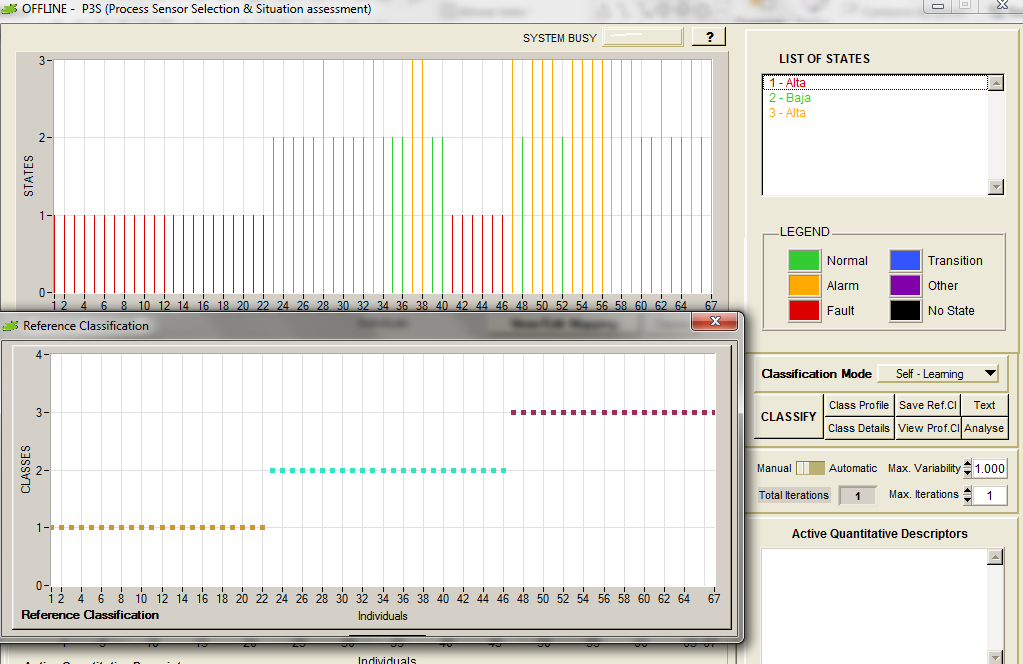 OFFLINE - P3S (Process Sensor Selection & Situation assessment)
SYSTEM BUSY
?
3
2
1
0
STATES
1 2 4 6 8 10 12 14 16 18 20 22 24 26 28 30 32 34 36 38 40 42 44 46 48 50 52 54 56 58 60 62 64 67
LIST OF STATES
1 - Alta
2 - Baja
3 - Alta
LEGEND
Normal
Transition
Alarm
Other
Fault
No State
Reference Classification
4
3
2
1
0
CLASSES
1 2 4 6 8 10 12 14 16 18 20 22 24 26 28 30 32 34 36 38 40 42 44 46 48 50 52 54 56 58 60 62 64 67
Reference Classification
Individuals
Classification Mode
Self - Learning
CLASSIFY
Class Profile
Save Ref.Cl
Text
Class Details
View Prof.Cl
Analyse
Manual
Automatic
Max. Variability
1.000
Total Iterations
1
Max. Iterations
1
Active Quantitative Descriptors
Individuals